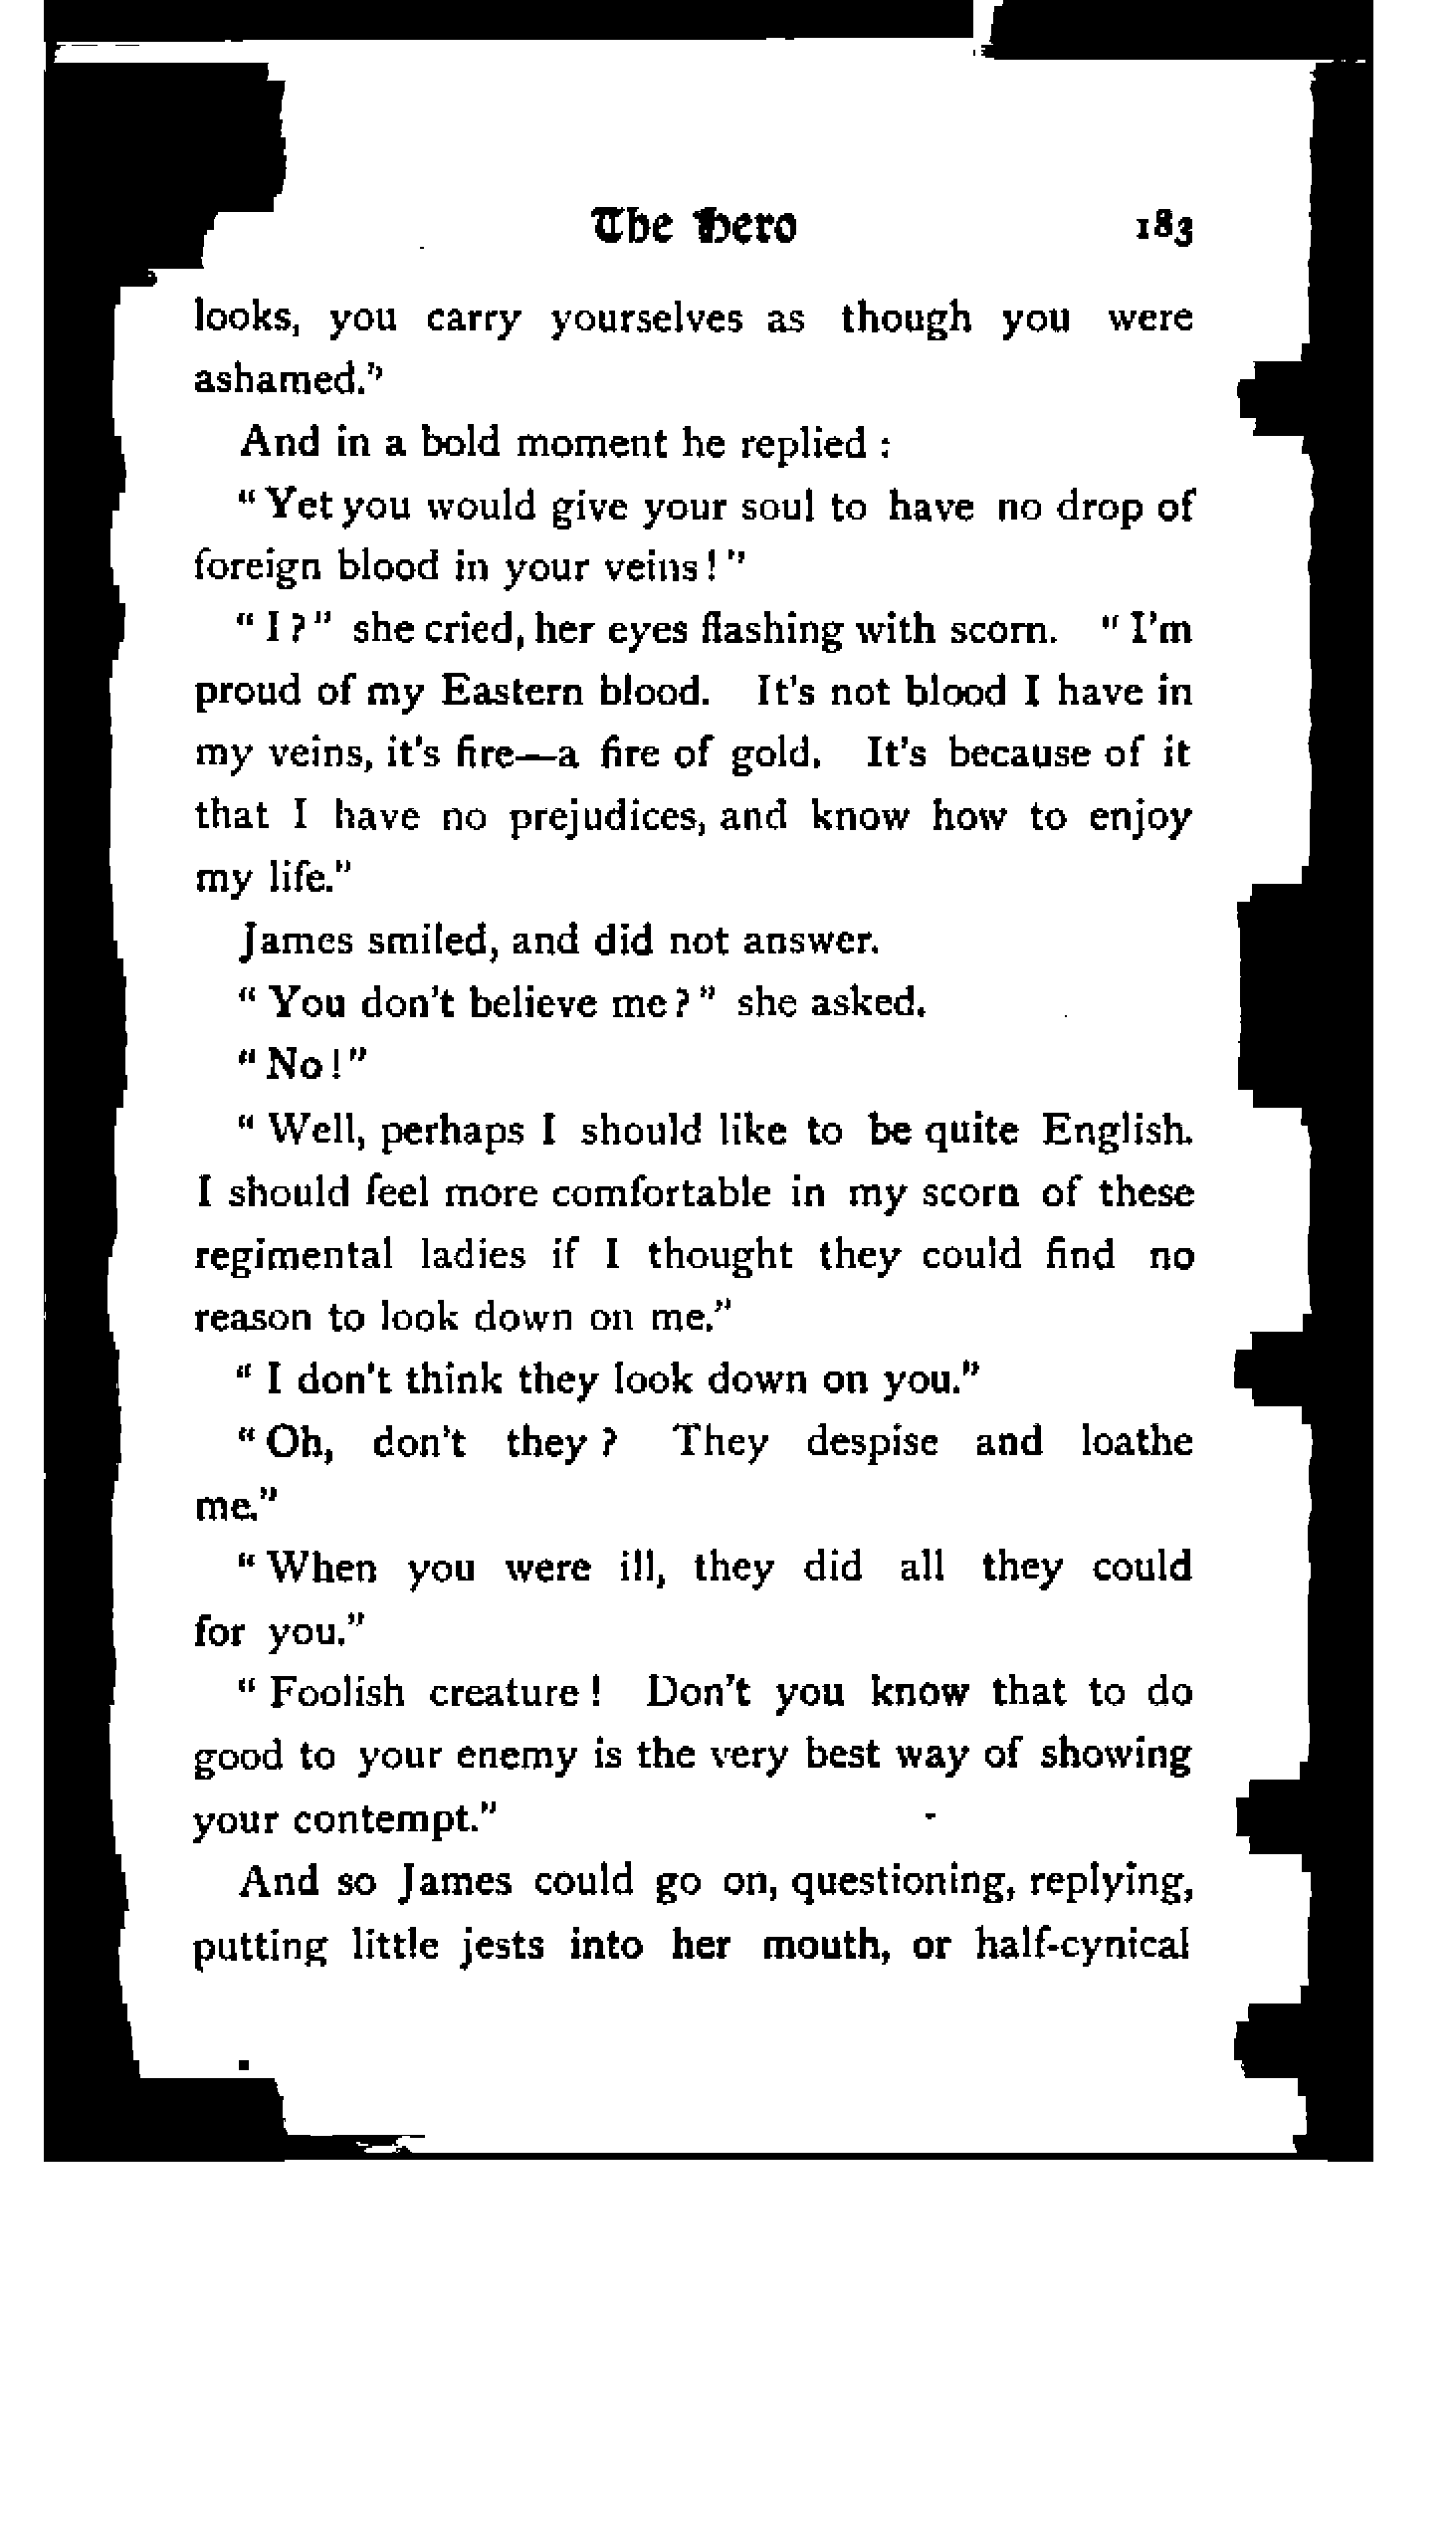 The Hero 183
looks, you carry yourselves as though you were
ashamed."
And in a bold moment he replied :
"Yet you would give your soul to have no drop of
foreign blood in your veins!"
"I?" she cried, her eyes flashing with scorn. "I'm
proud of my Eastern blood. It's not blood I have in
my veins, it's fire—a fire of gold. It's because of it
that I have no prejudices, and know how to enjoy
my life."
James smiled, and did not answer.
"You don't believe me?" she asked.
"No!"
"Well, perhaps I should like to be quite English.
I should feel more comfortable in my scorn of these
regimental ladies if I thought they could find no
reason to look down on me."
"I don't think they look down on you."
"Oh, don't they? They despise and loathe
me."
"When you were ill, they did all they could
for you."
"Foolish creature! Don't you know that to do
good to your enemy is the very best way of showing
your contempt."
And so James could go on, questioning, replying,
putting little jests into her mouth, or half-cynical